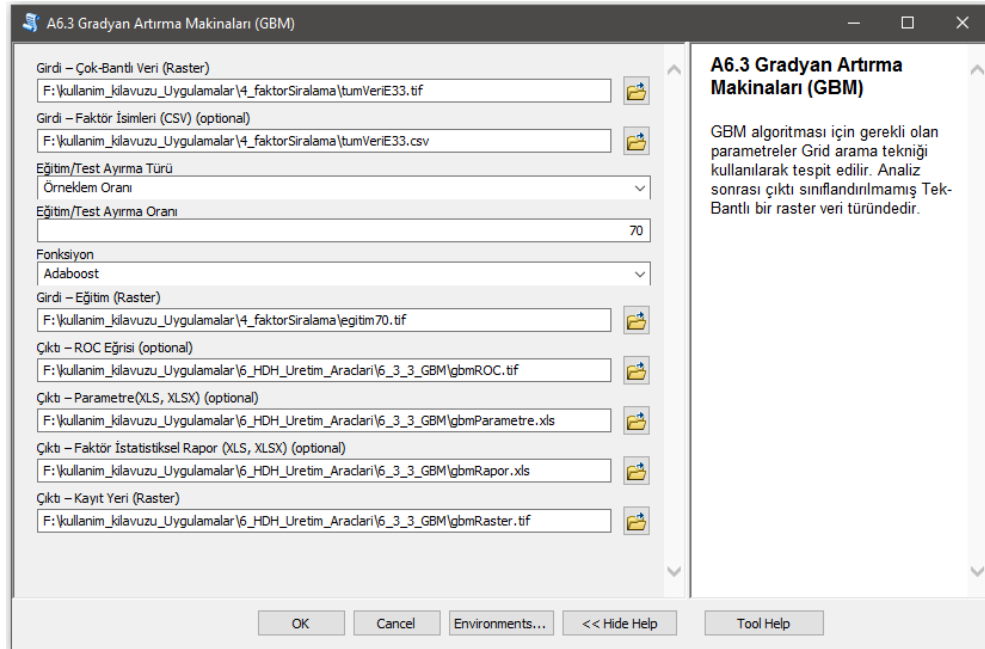 A6.3 Gradyan Artırma Makinaları (GBM)
Girdi – Çok-Bantlı Veri (Raster)
F:\kullanim_kilavuzu_Uygulamalar\4_faktorSiralama\tumVeriE33.tif
Girdi – Faktör İsimleri (CSV) (optional)
F:\kullanim_kilavuzu_Uygulamalar\4_faktorSiralama\tumVeriE33.csv
Eğitim/Test Ayırma Türü
Örneklem Oranı
Eğitim/Test Ayırma Oranı
70
Fonksiyon
Adaboost
Girdi – Eğitim (Raster)
F:\kullanim_kilavuzu_Uygulamalar\4_faktorSiralama\egitim70.tif
Çıktı – ROC Eğrisi (optional)
F:\kullanim_kilavuzu_Uygulamalar\6_HDH_Uretim_Araclari\6_3_3_GBM\gbmROC.tif
Çıktı – Parametre(XLS, XLSX) (optional)
F:\kullanim_kilavuzu_Uygulamalar\6_HDH_Uretim_Araclari\6_3_3_GBM\gbmParametre.xls
Çıktı – Faktör İstatistiksel Rapor (XLS, XLSX) (optional)
F:\kullanim_kilavuzu_Uygulamalar\6_HDH_Uretim_Araclari\6_3_3_GBM\gbmRapor.xls
Çıktı – Kayıt Yeri (Raster)
F:\kullanim_kilavuzu_Uygulamalar\6_HDH_Uretim_Araclari\6_3_3_GBM\gbmRaster.tif
A6.3 Gradyan Artırma
Makinaları (GBM)
GBM algoritması için gerekli olan
parametreler Grid arama tekniği
kullanılarak tespit edilir. Analiz
sonrası çıktı sınıflandırılmamış Tek-
Bantlı bir raster veri türündedir.
OK
Cancel
Environments...
<< Hide Help
Tool Help